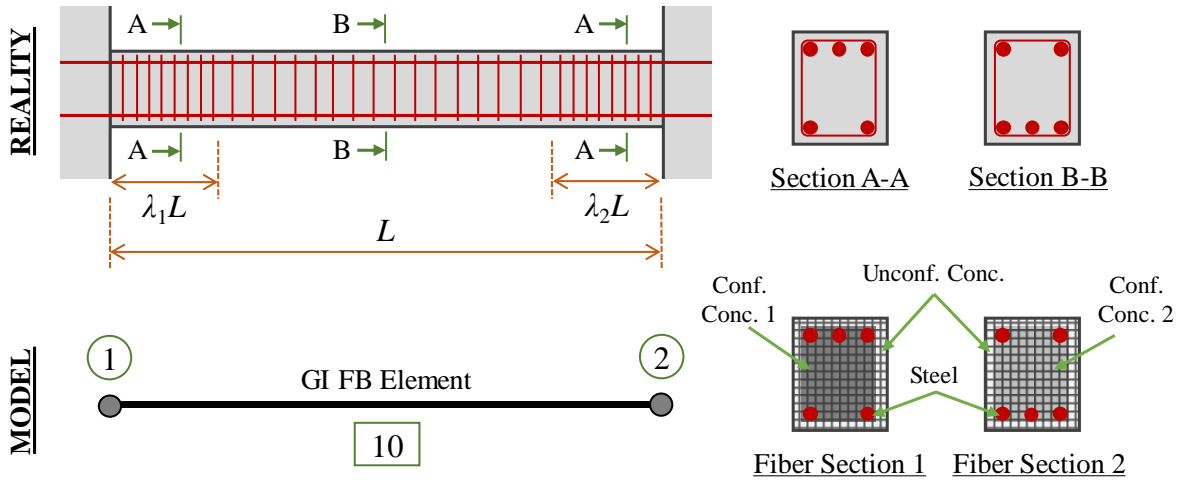 REALITY
A
B
A
A
B
A
λ₁L
λ₂L
L
Section A-A
Section B-B
MODEL
1
2
GI FB Element
10
Conf.
Conc. 1
Unconf. Conc.
Conf.
Conc. 2
Steel
Fiber Section 1
Fiber Section 2